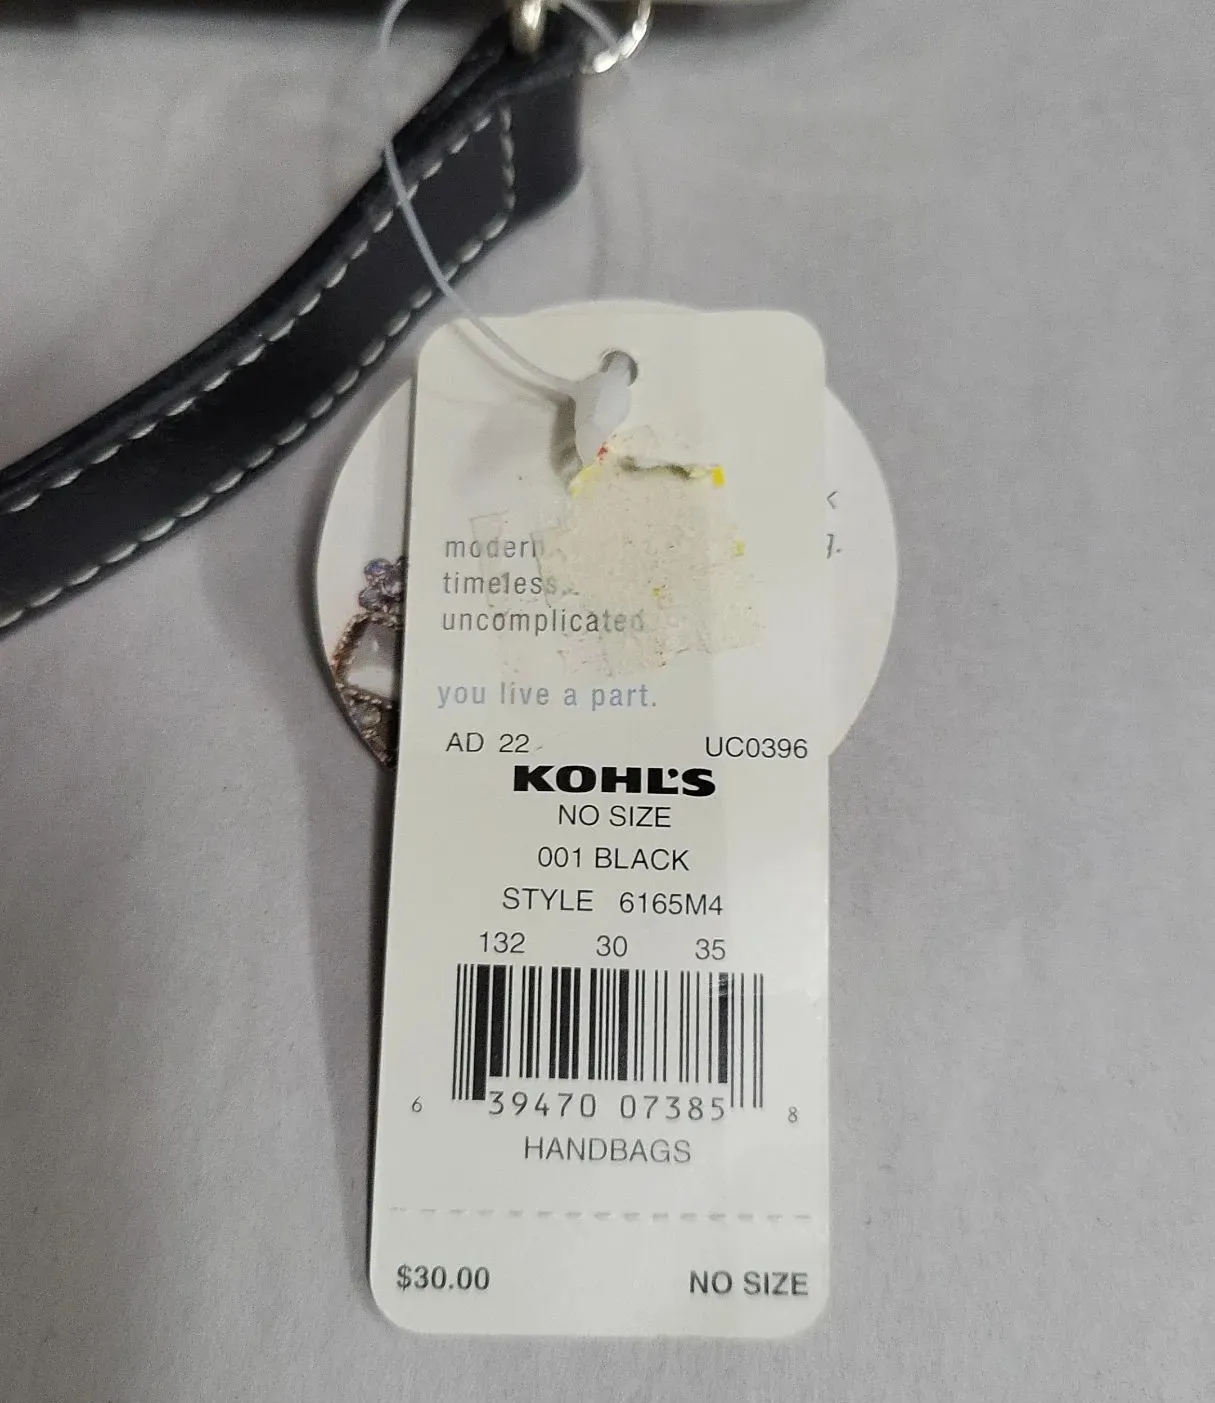 modern.
timeless.
uncomplicated.
you live a part.
AD 22 UC0396
KOHL'S
NO SIZE
001 BLACK
STYLE 6165M4
132 30 35
6 39470 07385 8
HANDBAGS
$30.00 NO SIZE